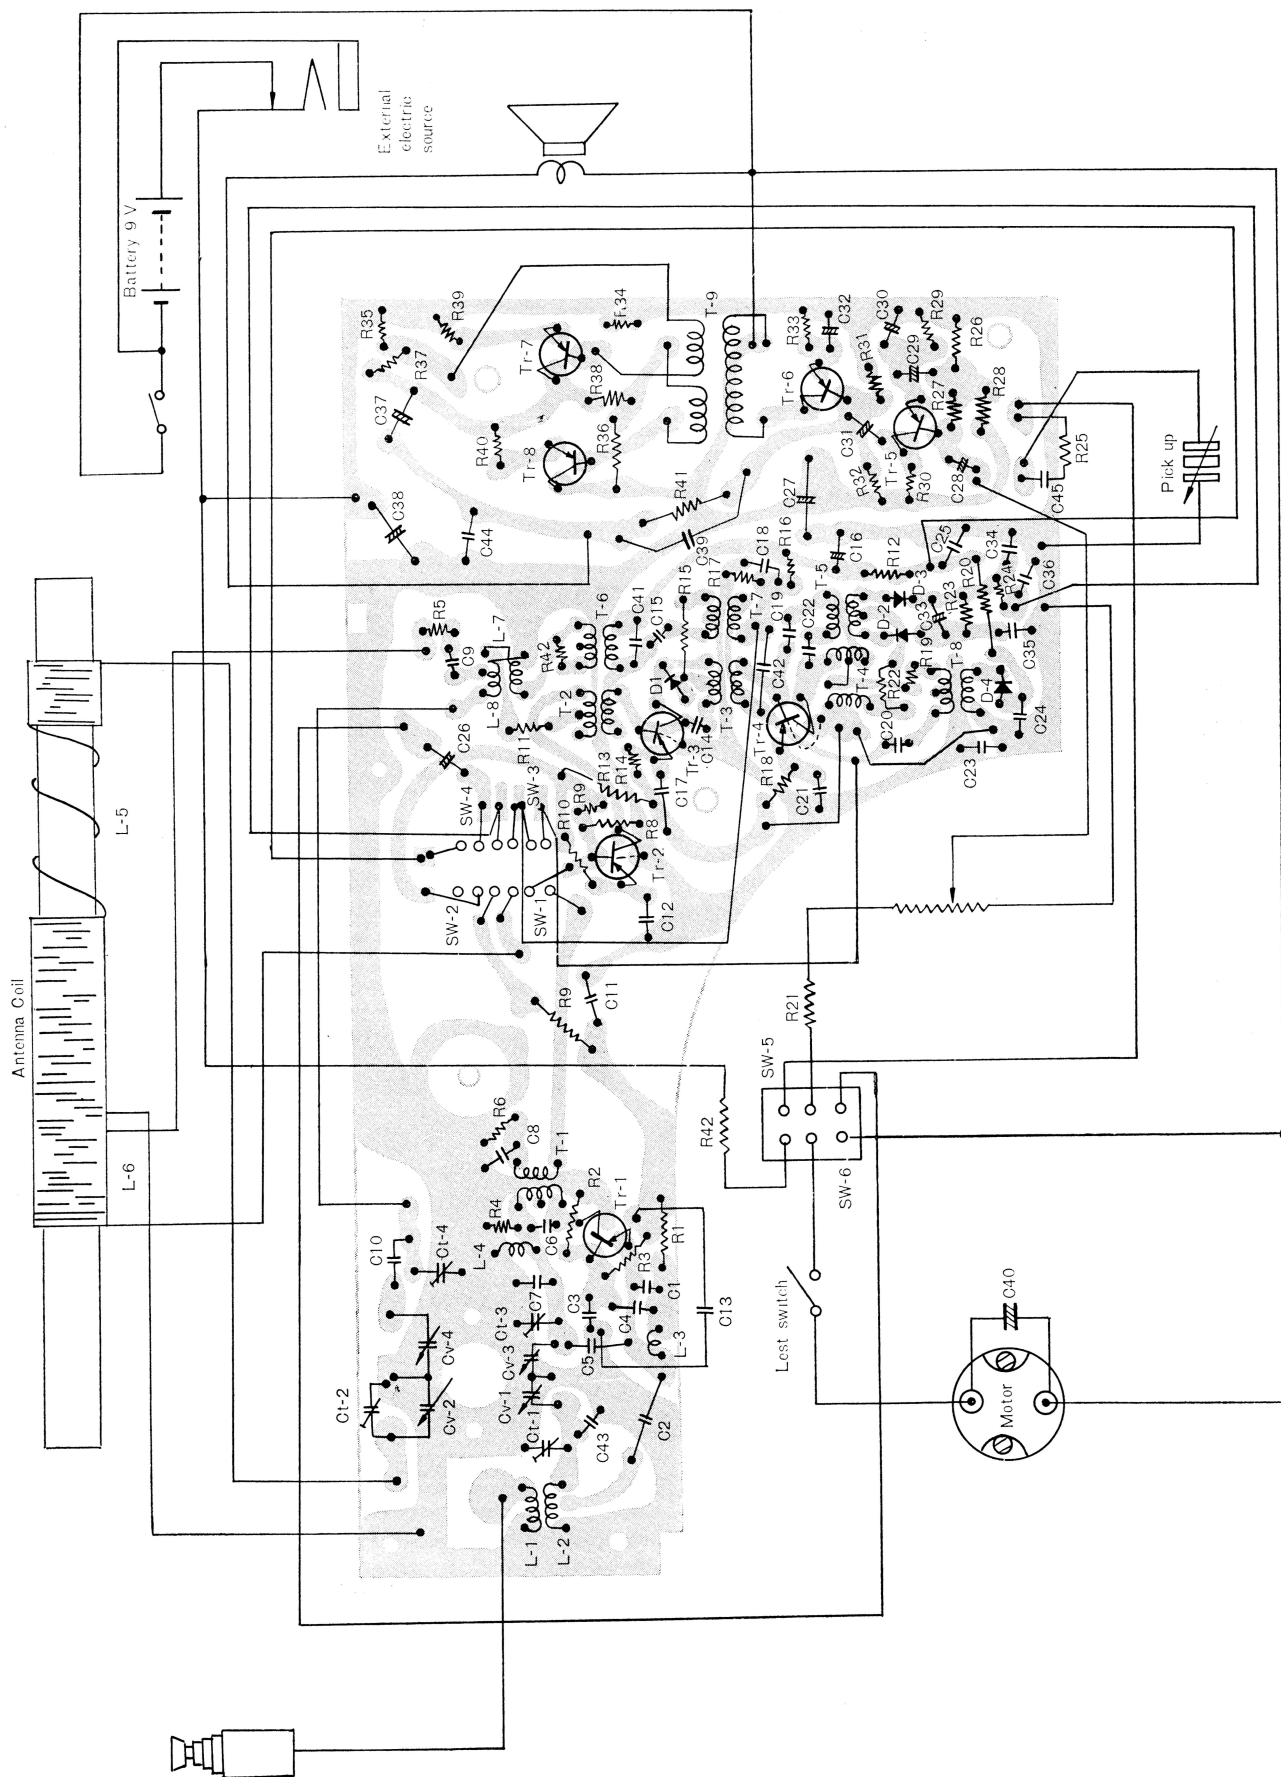 Battery 9 V
External
electric
source
Antenna Coil
L-5
L-6
R35
R37
R39
C37
C38
R40
C44
Tr-7
Tr-8
R34
R38
R36
T-9
R41
C39
R33
C32
Tr-6
R31
C31
C30
C29
R29
R27
R26
R28
Tr-5
R32
R30
C28
C27
R25
C45
Pick up
R5
C9
L-7
L-8
R42
T-6
T-2
C41
C15
R15
R17
C18
R16
T-7
C19
C16
T-5
R12
D-3
C25
C34
R20
R24
C36
D-2
C33
R23
C35
C22
C42
T-3
T-4
R22
R19
T-8
D-4
C24
C20
C23
C26
R11
D1
Tr-3
C14
R14
R13
C17
Tr-4
R18
C21
SW-4
SW-3
R9
R10
R8
Tr-2
C12
SW-2
SW-1
R9
C11
R21
SW-5
SW-6
R42
R6
C8
T-1
R4
L-4
C6
R2
Tr-1
R3
R1
C10
Ct-4
Ct-3
C7
C3
C4
C1
C13
L-3
C5
Cv-4
Cv-3
Ct-2
Cv-2
Cv-1
Ct-1
C43
C2
L-1
L-2
Lest switch
C40
Motor